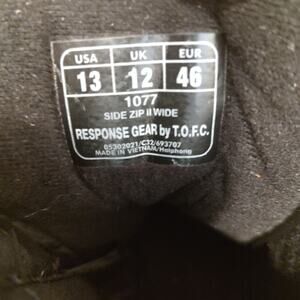 USA UK EUR
13 12 46
1077
SIDE ZIP II WIDE
RESPONSE GEAR by T.O.F.C.
05302021/C32/693707
MADE IN VIETNAM/Haiphong